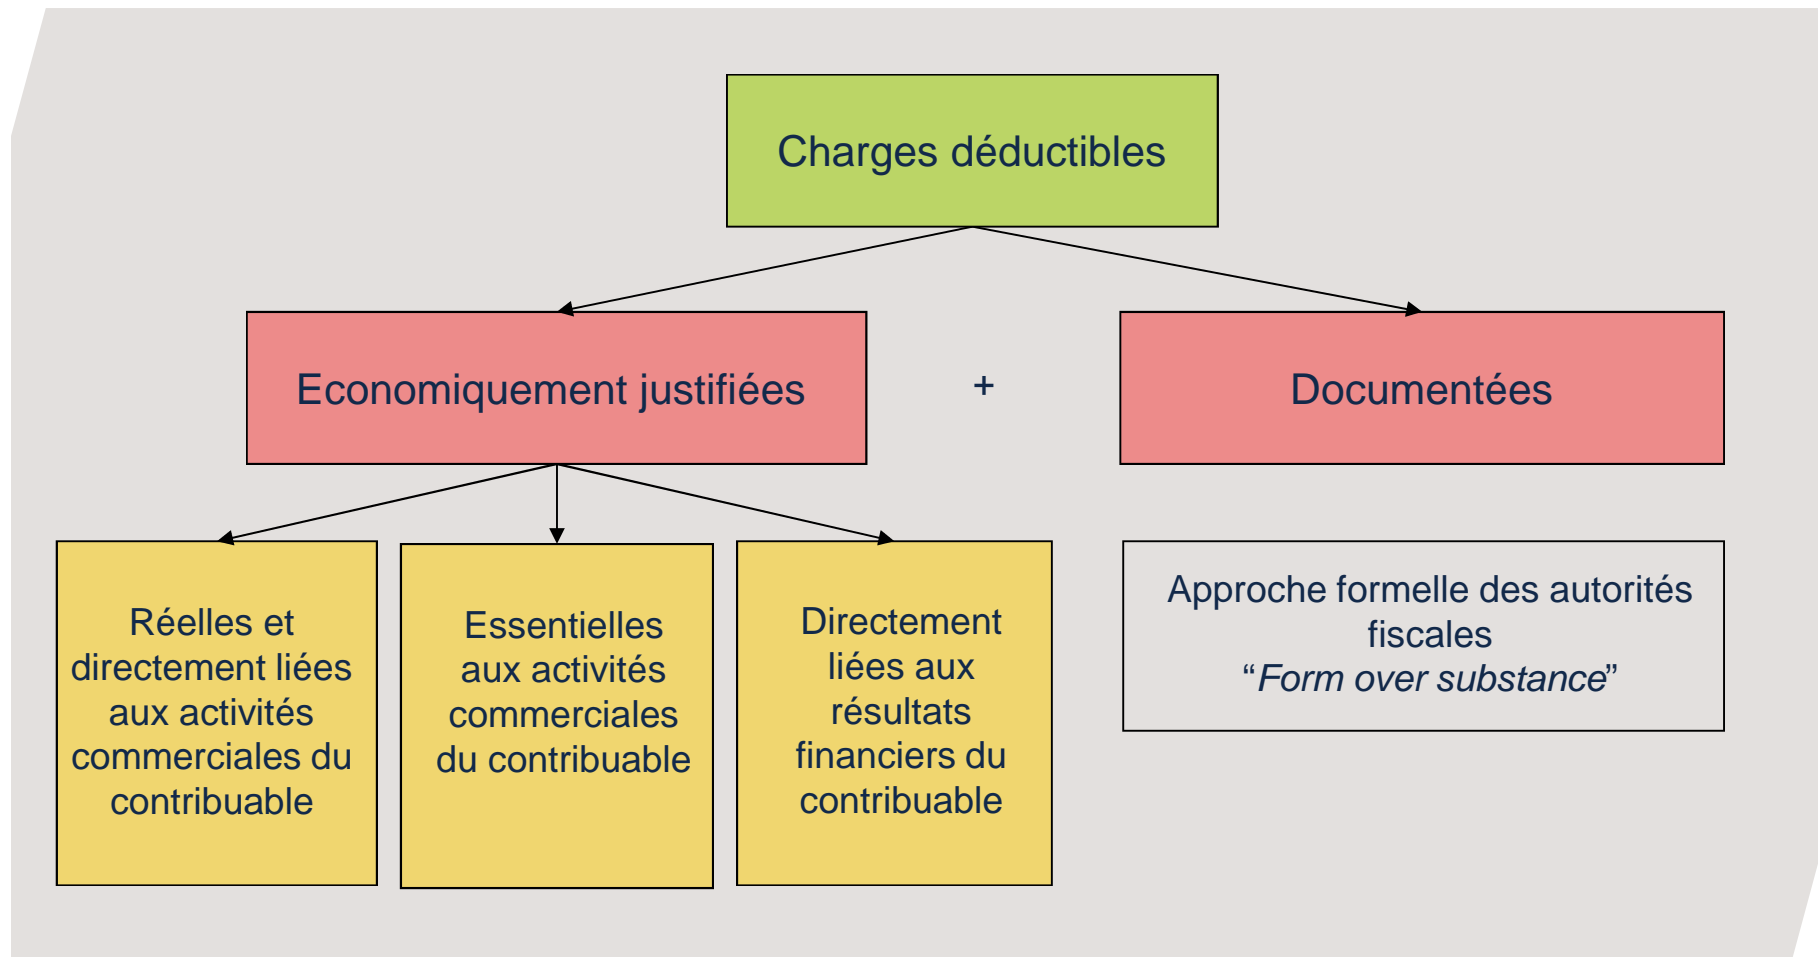 Charges déductibles
Economiquement justifiées
+
Documentées
Réelles et
directement liées
aux activités
commerciales du
contribuable
Essentielles
aux activités
commerciales
du contribuable
Directement
liées aux
résultats
financiers du
contribuable
Approche formelle des autorités
fiscales
“Form over substance”